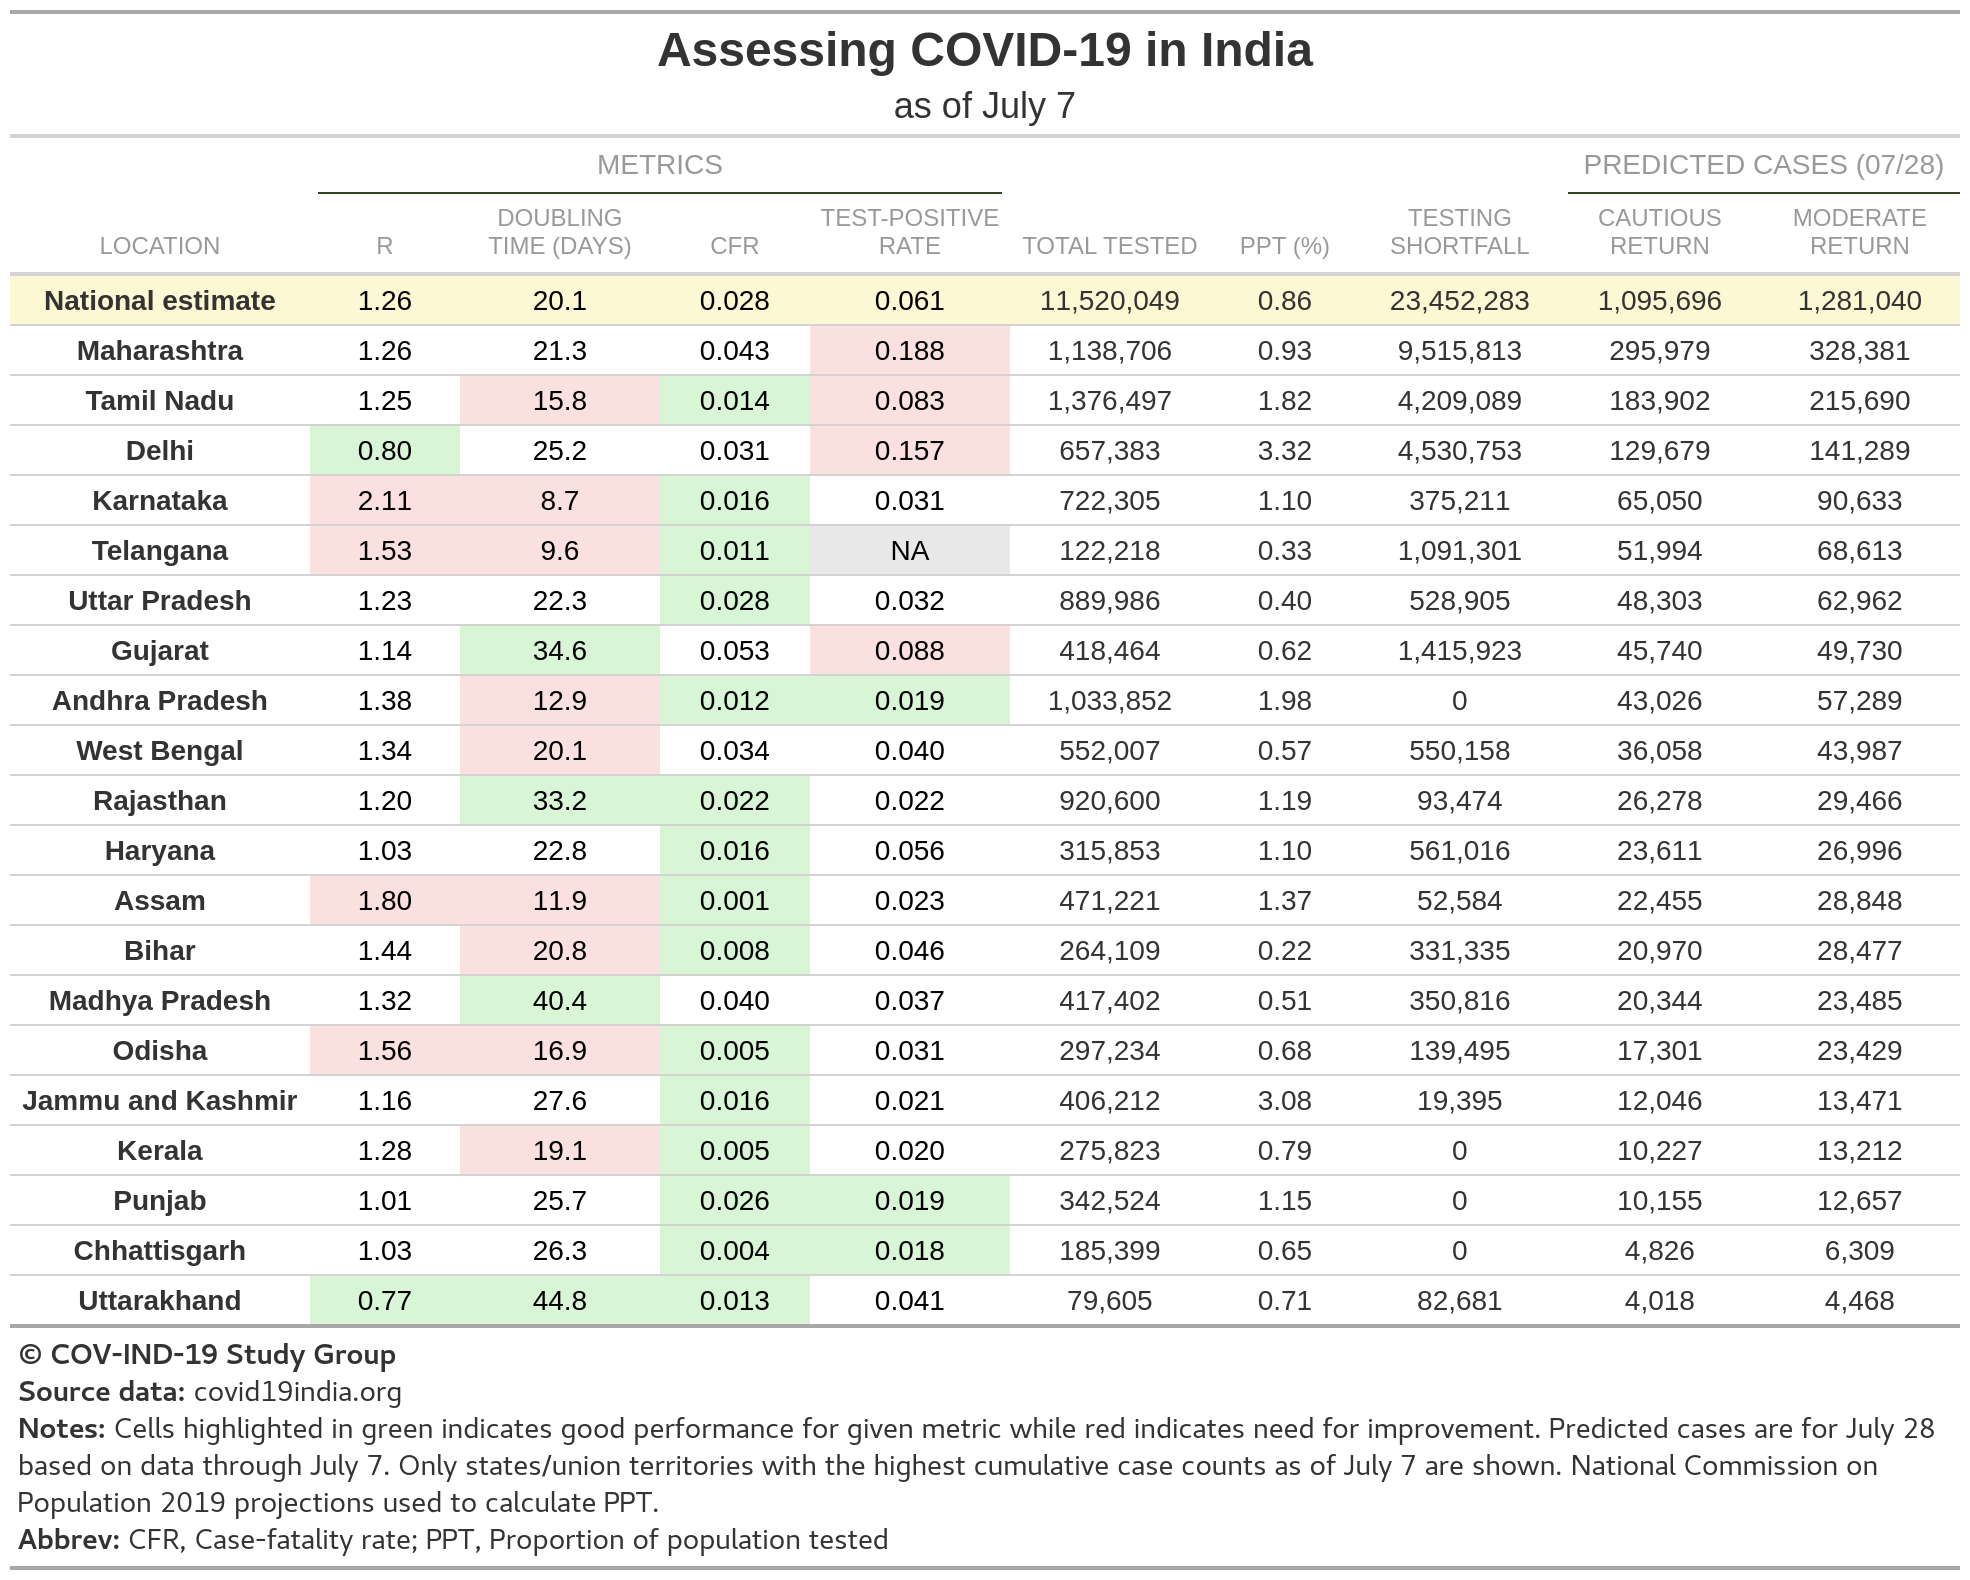 Assessing COVID-19 in India
as of July 7
METRICS PREDICTED CASES (07/28)
LOCATION R DOUBLING TIME (DAYS) CFR TEST-POSITIVE RATE TOTAL TESTED PPT (%) TESTING SHORTFALL CAUTIOUS RETURN MODERATE RETURN
National estimate 1.26 20.1 0.028 0.061 11,520,049 0.86 23,452,283 1,095,696 1,281,040
Maharashtra 1.26 21.3 0.043 0.188 1,138,706 0.93 9,515,813 295,979 328,381
Tamil Nadu 1.25 15.8 0.014 0.083 1,376,497 1.82 4,209,089 183,902 215,690
Delhi 0.80 25.2 0.031 0.157 657,383 3.32 4,530,753 129,679 141,289
Karnataka 2.11 8.7 0.016 0.031 722,305 1.10 375,211 65,050 90,633
Telangana 1.53 9.6 0.011 NA 122,218 0.33 1,091,301 51,994 68,613
Uttar Pradesh 1.23 22.3 0.028 0.032 889,986 0.40 528,905 48,303 62,962
Gujarat 1.14 34.6 0.053 0.088 418,464 0.62 1,415,923 45,740 49,730
Andhra Pradesh 1.38 12.9 0.012 0.019 1,033,852 1.98 0 43,026 57,289
West Bengal 1.34 20.1 0.034 0.040 552,007 0.57 550,158 36,058 43,987
Rajasthan 1.20 33.2 0.022 0.022 920,600 1.19 93,474 26,278 29,466
Haryana 1.03 22.8 0.016 0.056 315,853 1.10 561,016 23,611 26,996
Assam 1.80 11.9 0.001 0.023 471,221 1.37 52,584 22,455 28,848
Bihar 1.44 20.8 0.008 0.046 264,109 0.22 331,335 20,970 28,477
Madhya Pradesh 1.32 40.4 0.040 0.037 417,402 0.51 350,816 20,344 23,485
Odisha 1.56 16.9 0.005 0.031 297,234 0.68 139,495 17,301 23,429
Jammu and Kashmir 1.16 27.6 0.016 0.021 406,212 3.08 19,395 12,046 13,471
Kerala 1.28 19.1 0.005 0.020 275,823 0.79 0 10,227 13,212
Punjab 1.01 25.7 0.026 0.019 342,524 1.15 0 10,155 12,657
Chhattisgarh 1.03 26.3 0.004 0.018 185,399 0.65 0 4,826 6,309
Uttarakhand 0.77 44.8 0.013 0.041 79,605 0.71 82,681 4,018 4,468
© COV-IND-19 Study Group
Source data: covid19india.org
Notes: Cells highlighted in green indicates good performance for given metric while red indicates need for improvement. Predicted cases are for July 28
based on data through July 7. Only states/union territories with the highest cumulative case counts as of July 7 are shown. National Commission on
Population 2019 projections used to calculate PPT.
Abbrev: CFR, Case-fatality rate; PPT, Proportion of population tested